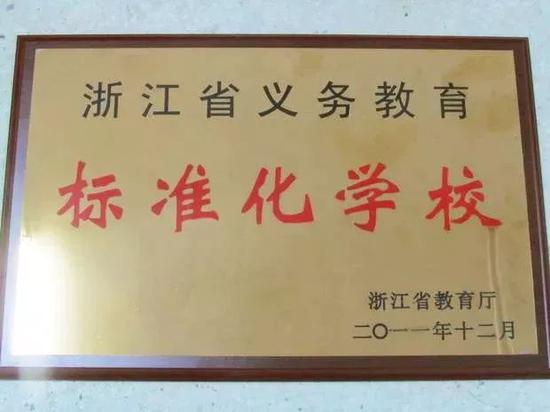 浙江省义务教育
标准化学校
浙江省教育厅
二〇一一年十二月